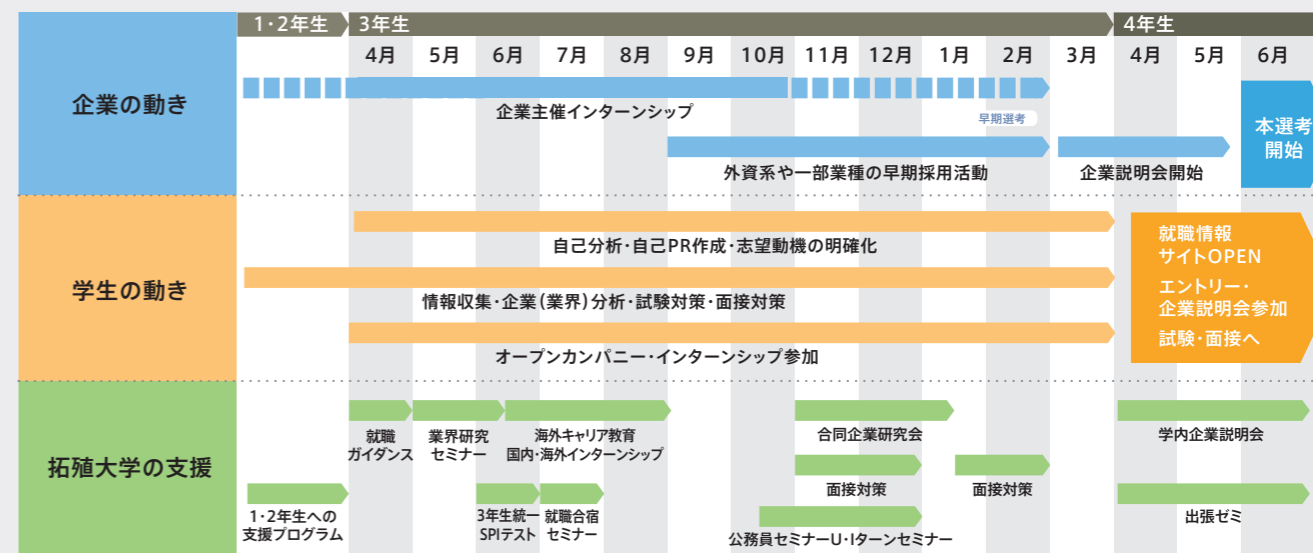 1・2年生
3年生
4年生
4月
5月
6月
7月
8月
9月
10月
11月
12月
1月
2月
3月
4月
5月
6月
企業の動き
企業主催インターンシップ
早期選考
外資系や一部業種の早期採用活動
企業説明会開始
本選考
開始
学生の動き
自己分析・自己PR作成・志望動機の明確化
情報収集・企業(業界)分析・試験対策・面接対策
オープンカンパニー・インターンシップ参加
就職情報
サイトOPEN
エントリー・
企業説明会参加
試験・面接へ
拓殖大学の支援
就職
ガイダンス
業界研究
セミナー
海外キャリア教育
国内・海外インターンシップ
合同企業研究会
学内企業説明会
面接対策
面接対策
1・2年生への
支援プログラム
3年生統一
SPIテスト
就職合宿
セミナー
公務員セミナーU・Iターンセミナー
出張ゼミ